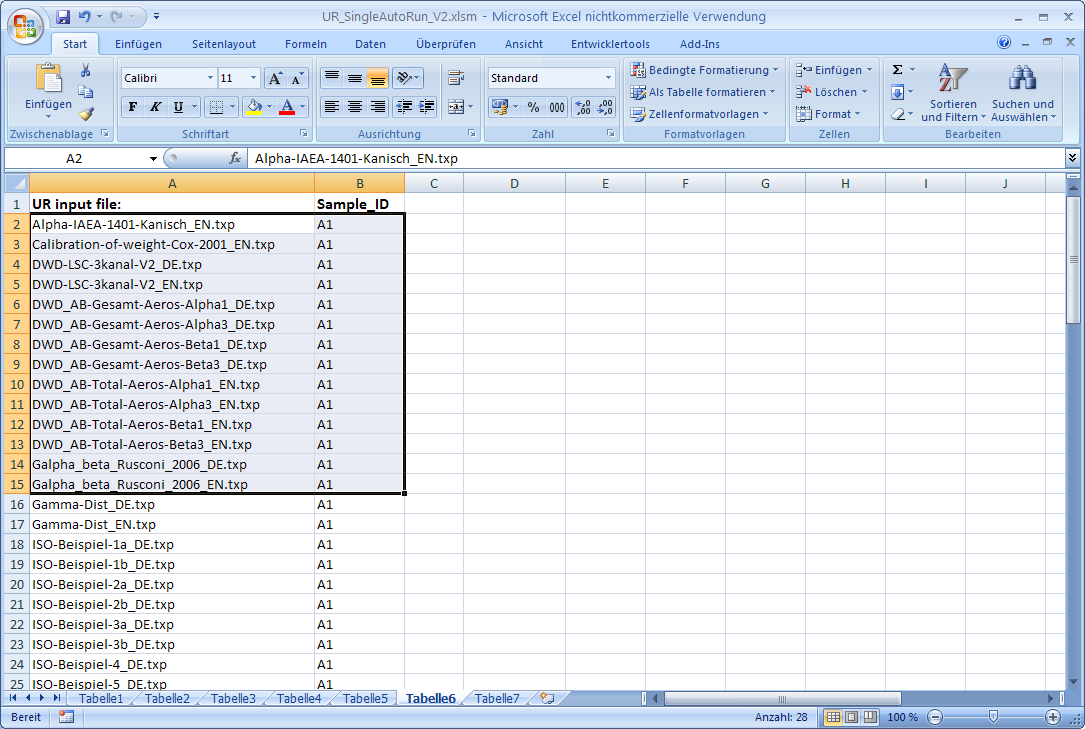 UR_SingleAutoRun_V2.xlsm - Microsoft Excel nichtkommerzielle Verwendung
Start Einfügen Seitenlayout Formeln Daten Überprüfen Ansicht Entwicklertools Add-Ins
Einfügen
Zwischenablage
Calibri 11
F K U
Schriftart
Ausrichtung
Standard
% 000
Zahl
Bedingte Formatierung
Als Tabelle formatieren
Zellenformatvorlagen
Formatvorlagen
Einfügen
Löschen
Format
Zellen
Σ
Sortieren und Filtern
Suchen und Auswählen
Bearbeiten
A2 fx Alpha-IAEA-1401-Kanisch_EN.txp
A B C D E F G H I J
1 UR input file: Sample_ID
2 Alpha-IAEA-1401-Kanisch_EN.txp A1
3 Calibration-of-weight-Cox-2001_EN.txp A1
4 DWD-LSC-3kanal-V2_DE.txp A1
5 DWD-LSC-3kanal-V2_EN.txp A1
6 DWD_AB-Gesamt-Aeros-Alpha1_DE.txp A1
7 DWD_AB-Gesamt-Aeros-Alpha3_DE.txp A1
8 DWD_AB-Gesamt-Aeros-Beta1_DE.txp A1
9 DWD_AB-Gesamt-Aeros-Beta3_DE.txp A1
10 DWD_AB-Total-Aeros-Alpha1_EN.txp A1
11 DWD_AB-Total-Aeros-Alpha3_EN.txp A1
12 DWD_AB-Total-Aeros-Beta1_EN.txp A1
13 DWD_AB-Total-Aeros-Beta3_EN.txp A1
14 Galpha_beta_Rusconi_2006_DE.txp A1
15 Galpha_beta_Rusconi_2006_EN.txp A1
16 Gamma-Dist_DE.txp A1
17 Gamma-Dist_EN.txp A1
18 ISO-Beispiel-1a_DE.txp A1
19 ISO-Beispiel-1b_DE.txp A1
20 ISO-Beispiel-2a_DE.txp A1
21 ISO-Beispiel-2b_DE.txp A1
22 ISO-Beispiel-3a_DE.txp A1
23 ISO-Beispiel-3b_DE.txp A1
24 ISO-Beispiel-4_DE.txp A1
25 ISO-Beispiel-5_DE.txp A1
Tabelle1 Tabelle2 Tabelle3 Tabelle4 Tabelle5 Tabelle6 Tabelle7
Bereit Anzahl: 28 100 %